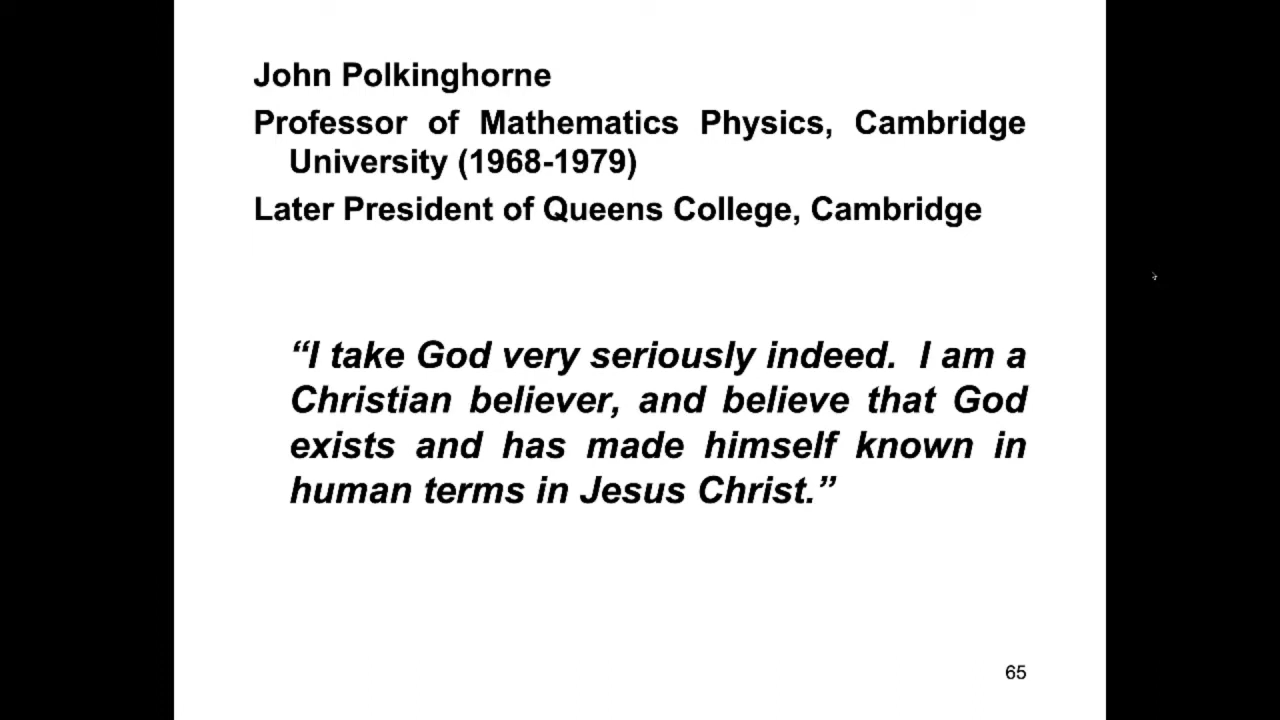 John Polkinghorne
Professor of Mathematics Physics, Cambridge
University (1968-1979)
Later President of Queens College, Cambridge
“I take God very seriously indeed.  I am a
Christian believer, and believe that God
exists and has made himself known in
human terms in Jesus Christ.”
65